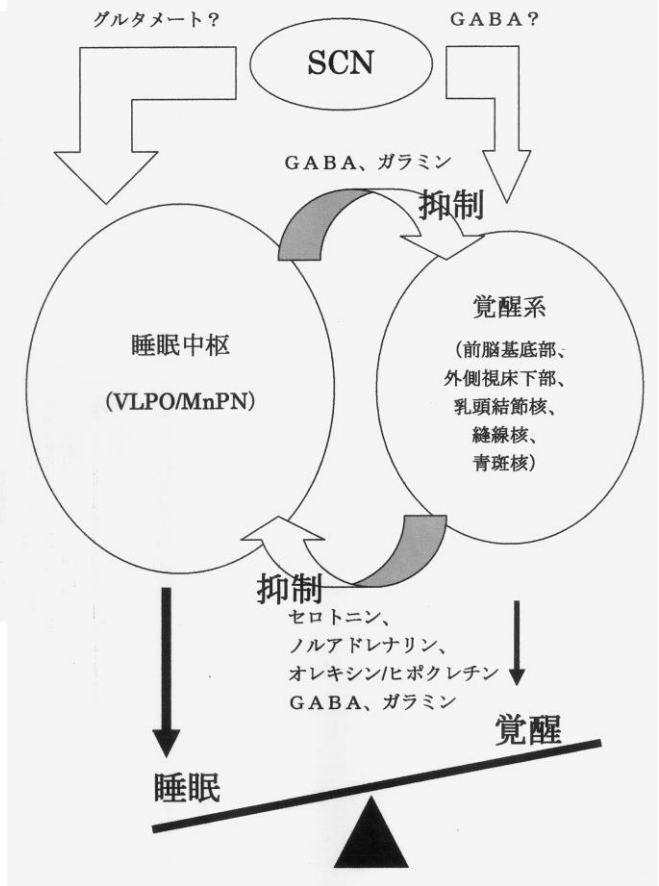 グルタメート？
GABA？
SCN
GABA、ガラミン
抑制
睡眠中枢
(VLPO/MnPN)
覚醒系
(前脳基底部、
外側視床下部、
乳頭結節核、
縫線核、
青斑核)
抑制
セロトニン、
ノルアドレナリン、
オレキシン/ヒポクレチン
GABA、ガラミン
覚醒
睡眠